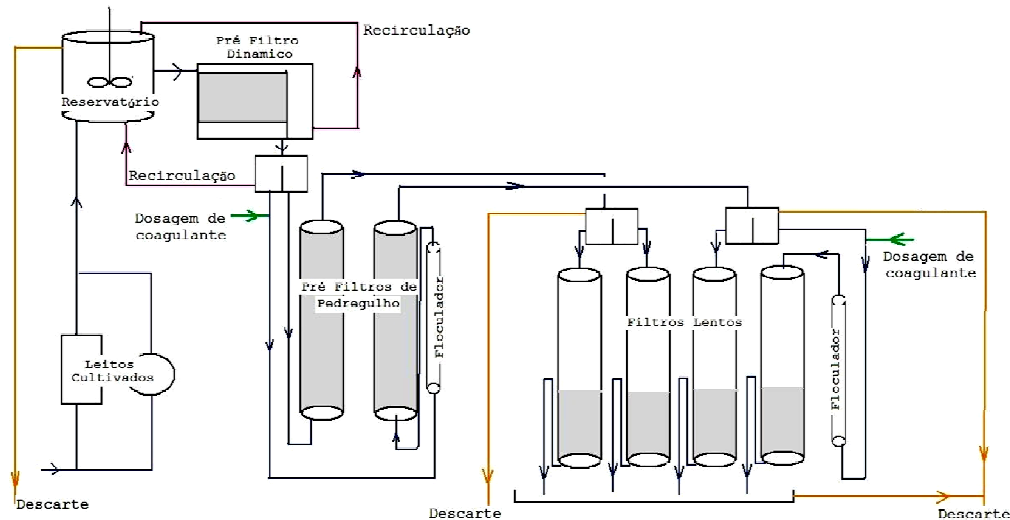 Recirculação
Pré Filtro
Dinamico
Reservatório
Recirculação
Dosagem de
coagulante
Dosagem de
coagulante
Pré Filtros de
Pedregulho
Floculador
Filtros Lentos
Floculador
Leitos
Cultivados
Descarte
Descarte
Descarte